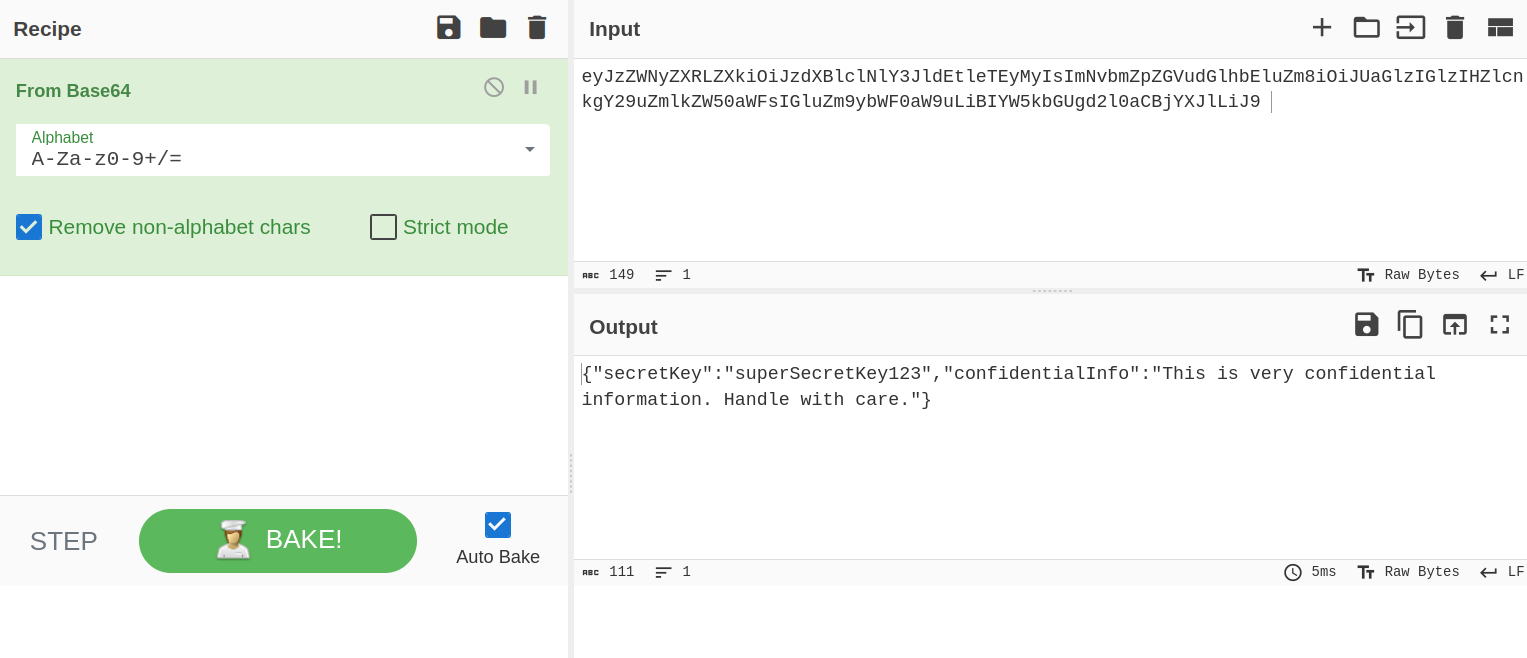 Recipe
From Base64
Alphabet
A-Za-z0-9+/=
Remove non-alphabet chars
Strict mode
STEP
BAKE!
Auto Bake
Input
eyJzZWNyZXRLZXkiOiJzdXBlclNlY3JldEtleTEyMyIsImNvbmZpZGVudGlhbEluZm8iOiJUaGlzIGlzIHZlcn
kgY29uZmlkZW50aWFsIGluZm9ybWF0aW9uLiBIYW5kbGUgd2l0aCBjYXJlLiJ9
ABC 149 1 Raw Bytes LF
Output
{"secretKey":"superSecretKey123","confidentialInfo":"This is very confidential
information. Handle with care."}
ABC 111 1 5ms Raw Bytes LF